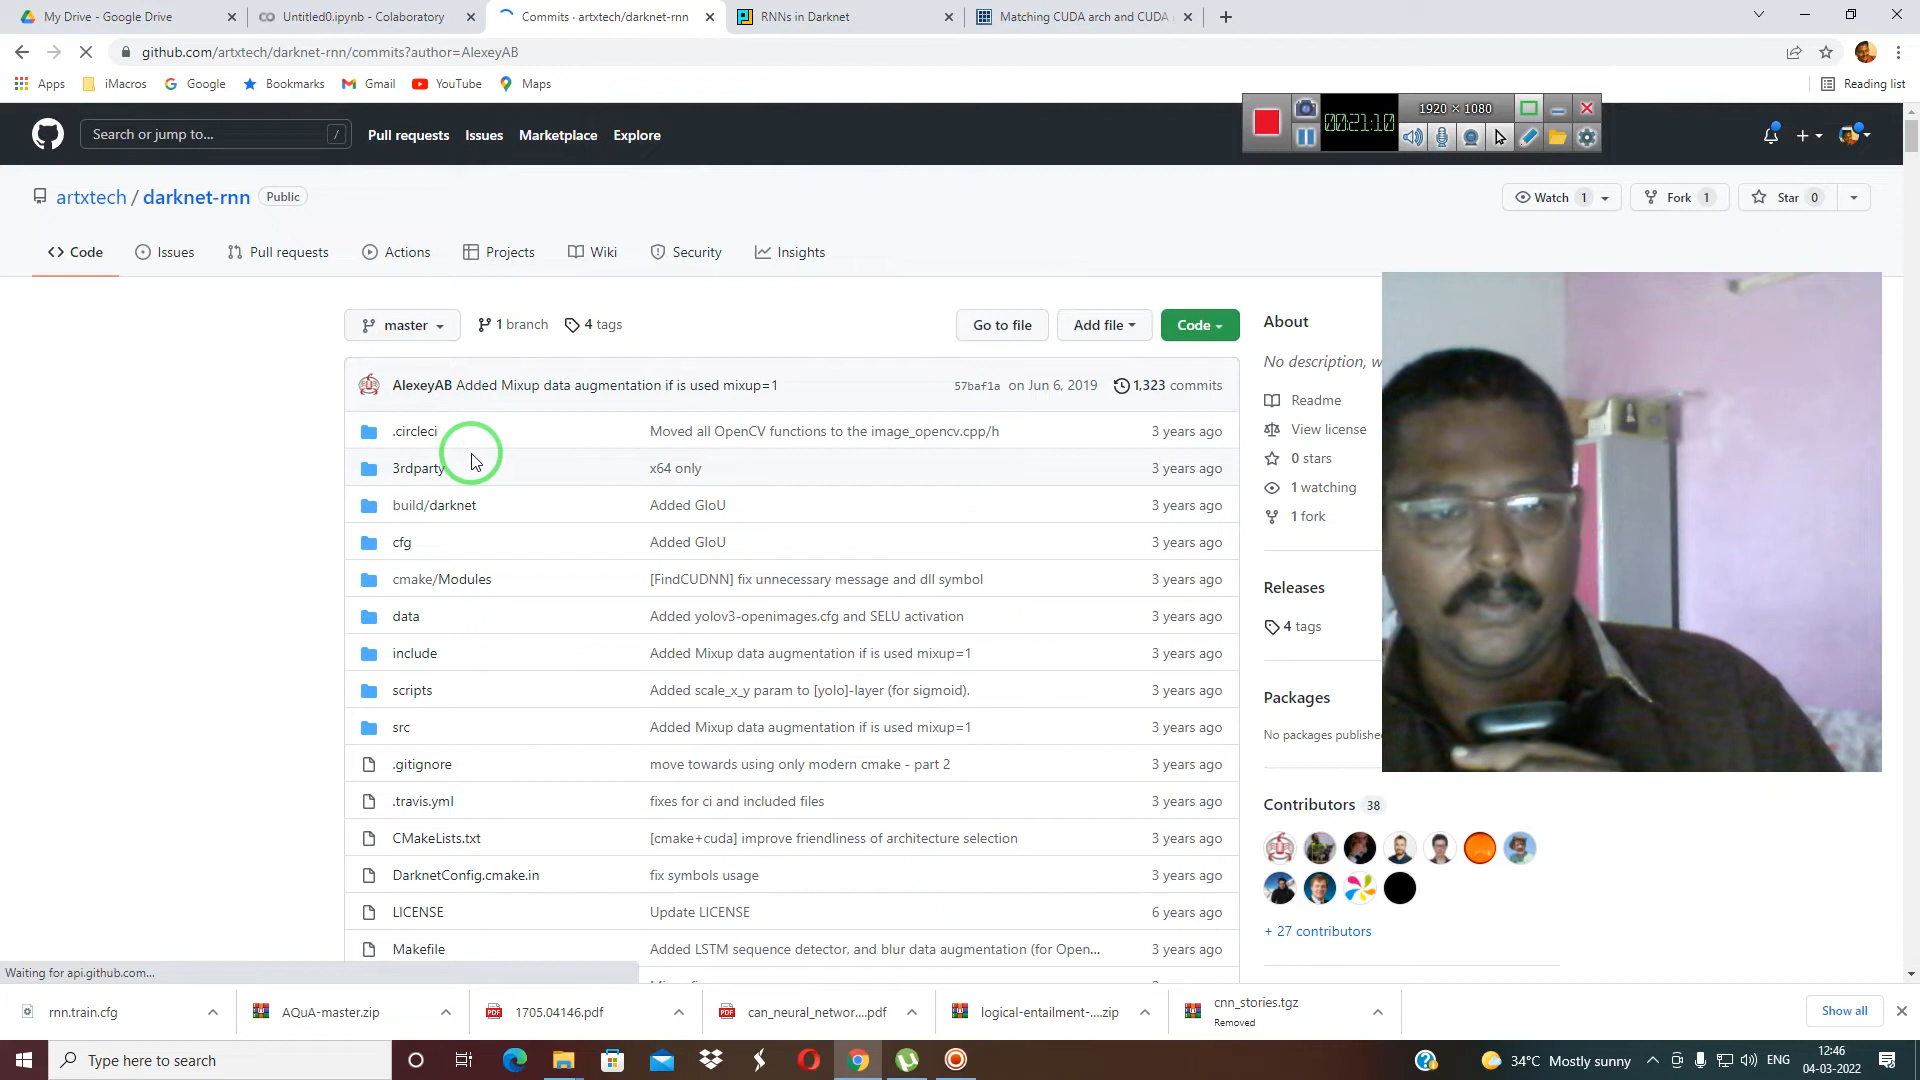 My Drive - Google Drive
Untitled0.ipynb - Colaboratory
Commits · artxtech/darknet-rnn
RNNs in Darknet
Matching CUDA arch and CUDA
github.com/artxtech/darknet-rnn/commits?author=AlexeyAB
Apps
iMacros
Google
Bookmarks
Gmail
YouTube
Maps
Reading list
Search or jump to...
/
Pull requests
Issues
Marketplace
Explore
1920 × 1080
00:21:10
artxtech / darknet-rnn
Public
Watch 1
Fork 1
Star 0
Code
Issues
Pull requests
Actions
Projects
Wiki
Security
Insights
master
1 branch
4 tags
Go to file
Add file
Code
AlexeyAB Added Mixup data augmentation if is used mixup=1
57baf1a on Jun 6, 2019
1,323 commits
.circleci Moved all OpenCV functions to the image_opencv.cpp/h 3 years ago
3rdparty x64 only 3 years ago
build/darknet Added GIoU 3 years ago
cfg Added GIoU 3 years ago
cmake/Modules [FindCUDNN] fix unnecessary message and dll symbol 3 years ago
data Added yolov3-openimages.cfg and SELU activation 3 years ago
include Added Mixup data augmentation if is used mixup=1 3 years ago
scripts Added scale_x_y param to [yolo]-layer (for sigmoid). 3 years ago
src Added Mixup data augmentation if is used mixup=1 3 years ago
.gitignore move towards using only modern cmake - part 2 3 years ago
.travis.yml fixes for ci and included files 3 years ago
CMakeLists.txt [cmake+cuda] improve friendliness of architecture selection 3 years ago
DarknetConfig.cmake.in fix symbols usage 3 years ago
LICENSE Update LICENSE 6 years ago
Makefile Added LSTM sequence detector, and blur data augmentation (for Open... 3 years ago
About
No description, w
Readme
View license
0 stars
1 watching
1 fork
Releases
4 tags
Packages
No packages publishe
Contributors 38
+ 27 contributors
Waiting for api.github.com...
rnn.train.cfg
AQuA-master.zip
1705.04146.pdf
can_neural_networ....pdf
logical-entailment-....zip
cnn_stories.tgz
Removed
Show all
Type here to search
34°C Mostly sunny
ENG
12:46
04-03-2022